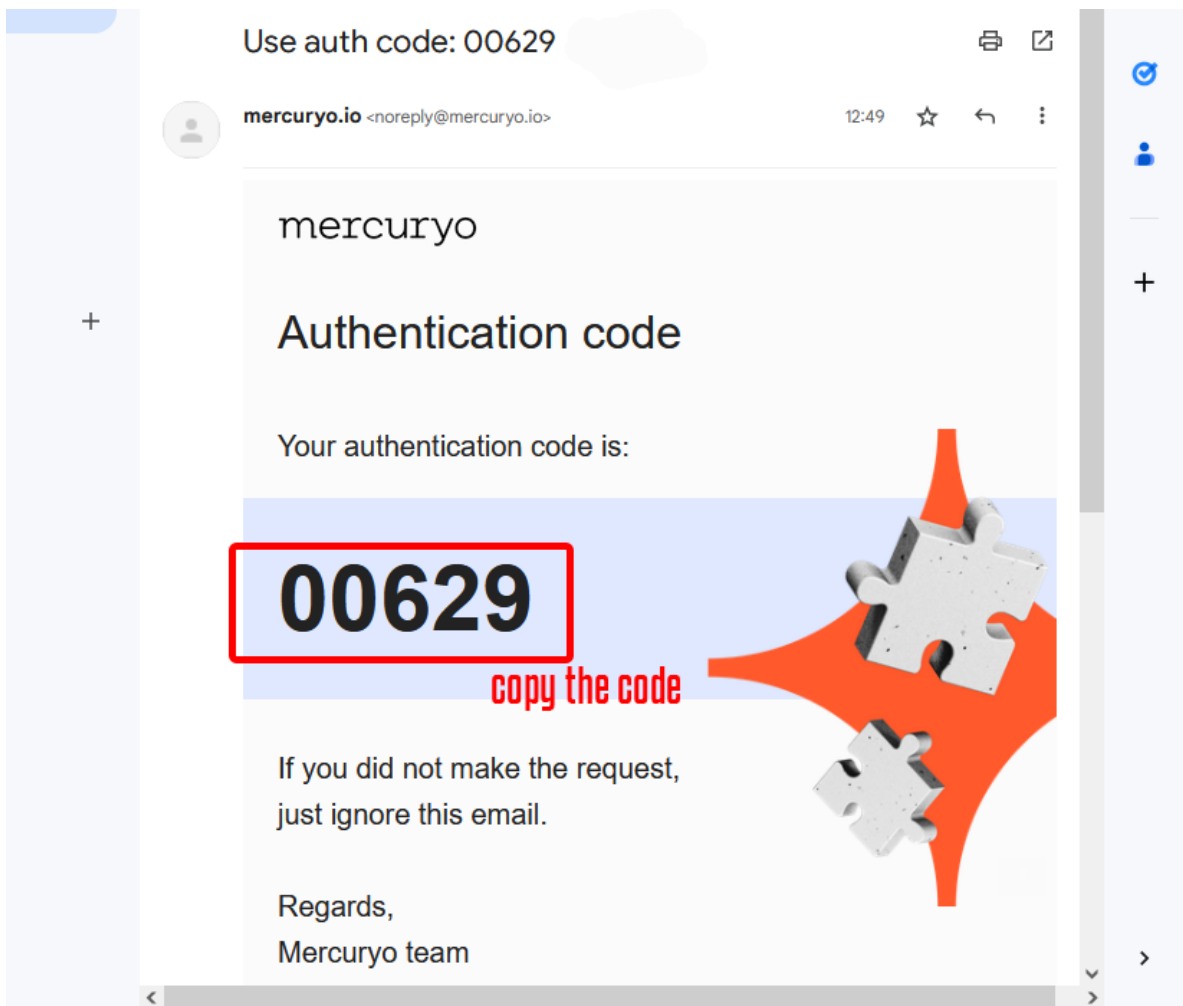 Use auth code: 00629
mercuryo.io <noreply@mercuryo.io> 12:49
mercuryo
Authentication code
Your authentication code is:
00629
copy the code
If you did not make the request,
just ignore this email.
Regards,
Mercuryo team